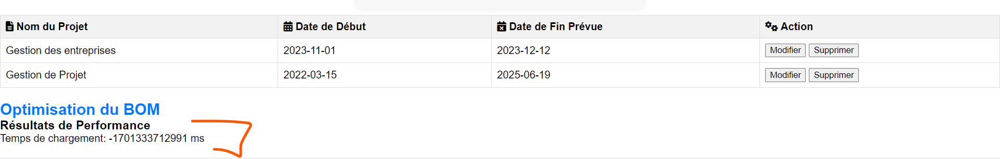 Nom du Projet Date de Début Date de Fin Prévue Action
Gestion des entreprises 2023-11-01 2023-12-12 Modifier Supprimer
Gestion de Projet 2022-03-15 2025-06-19 Modifier Supprimer
Optimisation du BOM
Résultats de Performance
Temps de chargement: -1701333712991 ms